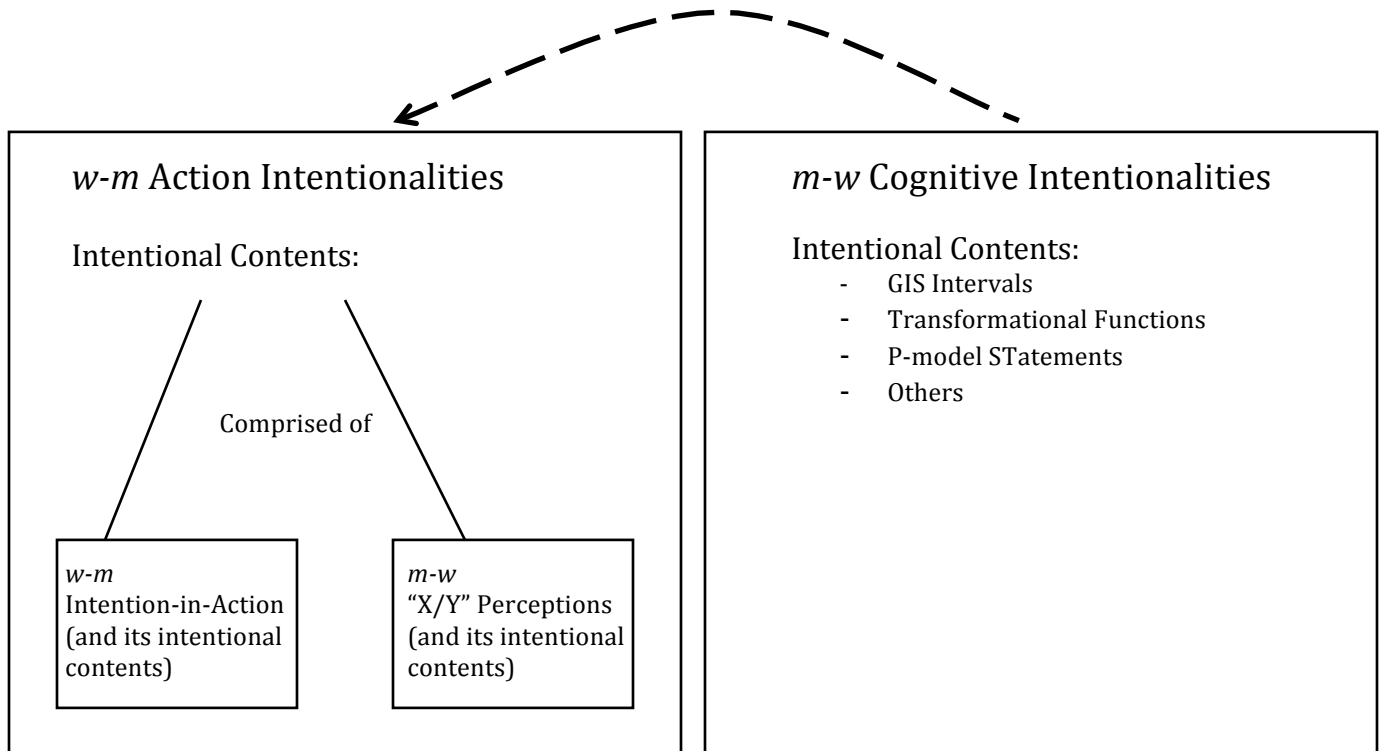 w-m Action Intentionalities
Intentional Contents:
Comprised of
w-m
Intention-in-Action
(and its intentional
contents)
m-w
“X/Y” Perceptions
(and its intentional
contents)
m-w Cognitive Intentionalities
Intentional Contents:
- GIS Intervals
- Transformational Functions
- P-model STatements
- Others